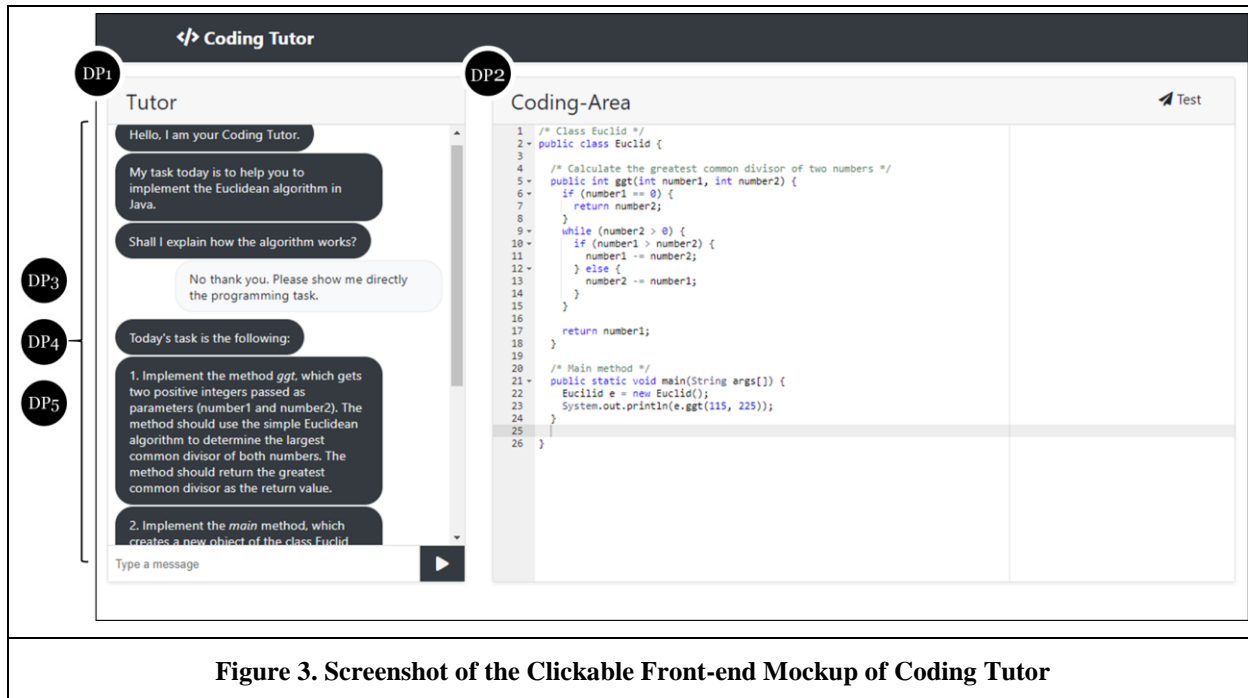 </> Coding Tutor
DP1
DP2
Tutor
Hello, I am your Coding Tutor.
My task today is to help you to
implement the Euclidean algorithm in
Java.
Shall I explain how the algorithm works?
No thank you. Please show me directly
the programming task.
DP3
DP4
DP5
Today's task is the following:
1. Implement the method ggt, which gets
two positive integers passed as
parameters (number1 and number2). The
method should use the simple Euclidean
algorithm to determine the largest
common divisor of both numbers. The
method should return the greatest
common divisor as the return value.
2. Implement the main method, which
creates a new object of the class Euclid
Type a message
Coding-Area
Test
1 /* Class Euclid */
2 public class Euclid {
3
4 /* Calculate the greatest common divisor of two numbers */
5 public int ggt(int number1, int number2) {
6 if (number1 == 0) {
7 return number2;
8 }
9 while (number2 > 0) {
10 if (number1 > number2) {
11 number1 -= number2;
12 } else {
13 number2 -= number1;
14 }
15 }
16
17 return number1;
18 }
19
20 /* Main method */
21 public static void main(String args[]) {
22 Eucilid e = new Euclid();
23 System.out.println(e.ggt(115, 225));
24 }
25
26 }
Figure 3. Screenshot of the Clickable Front-end Mockup of Coding Tutor